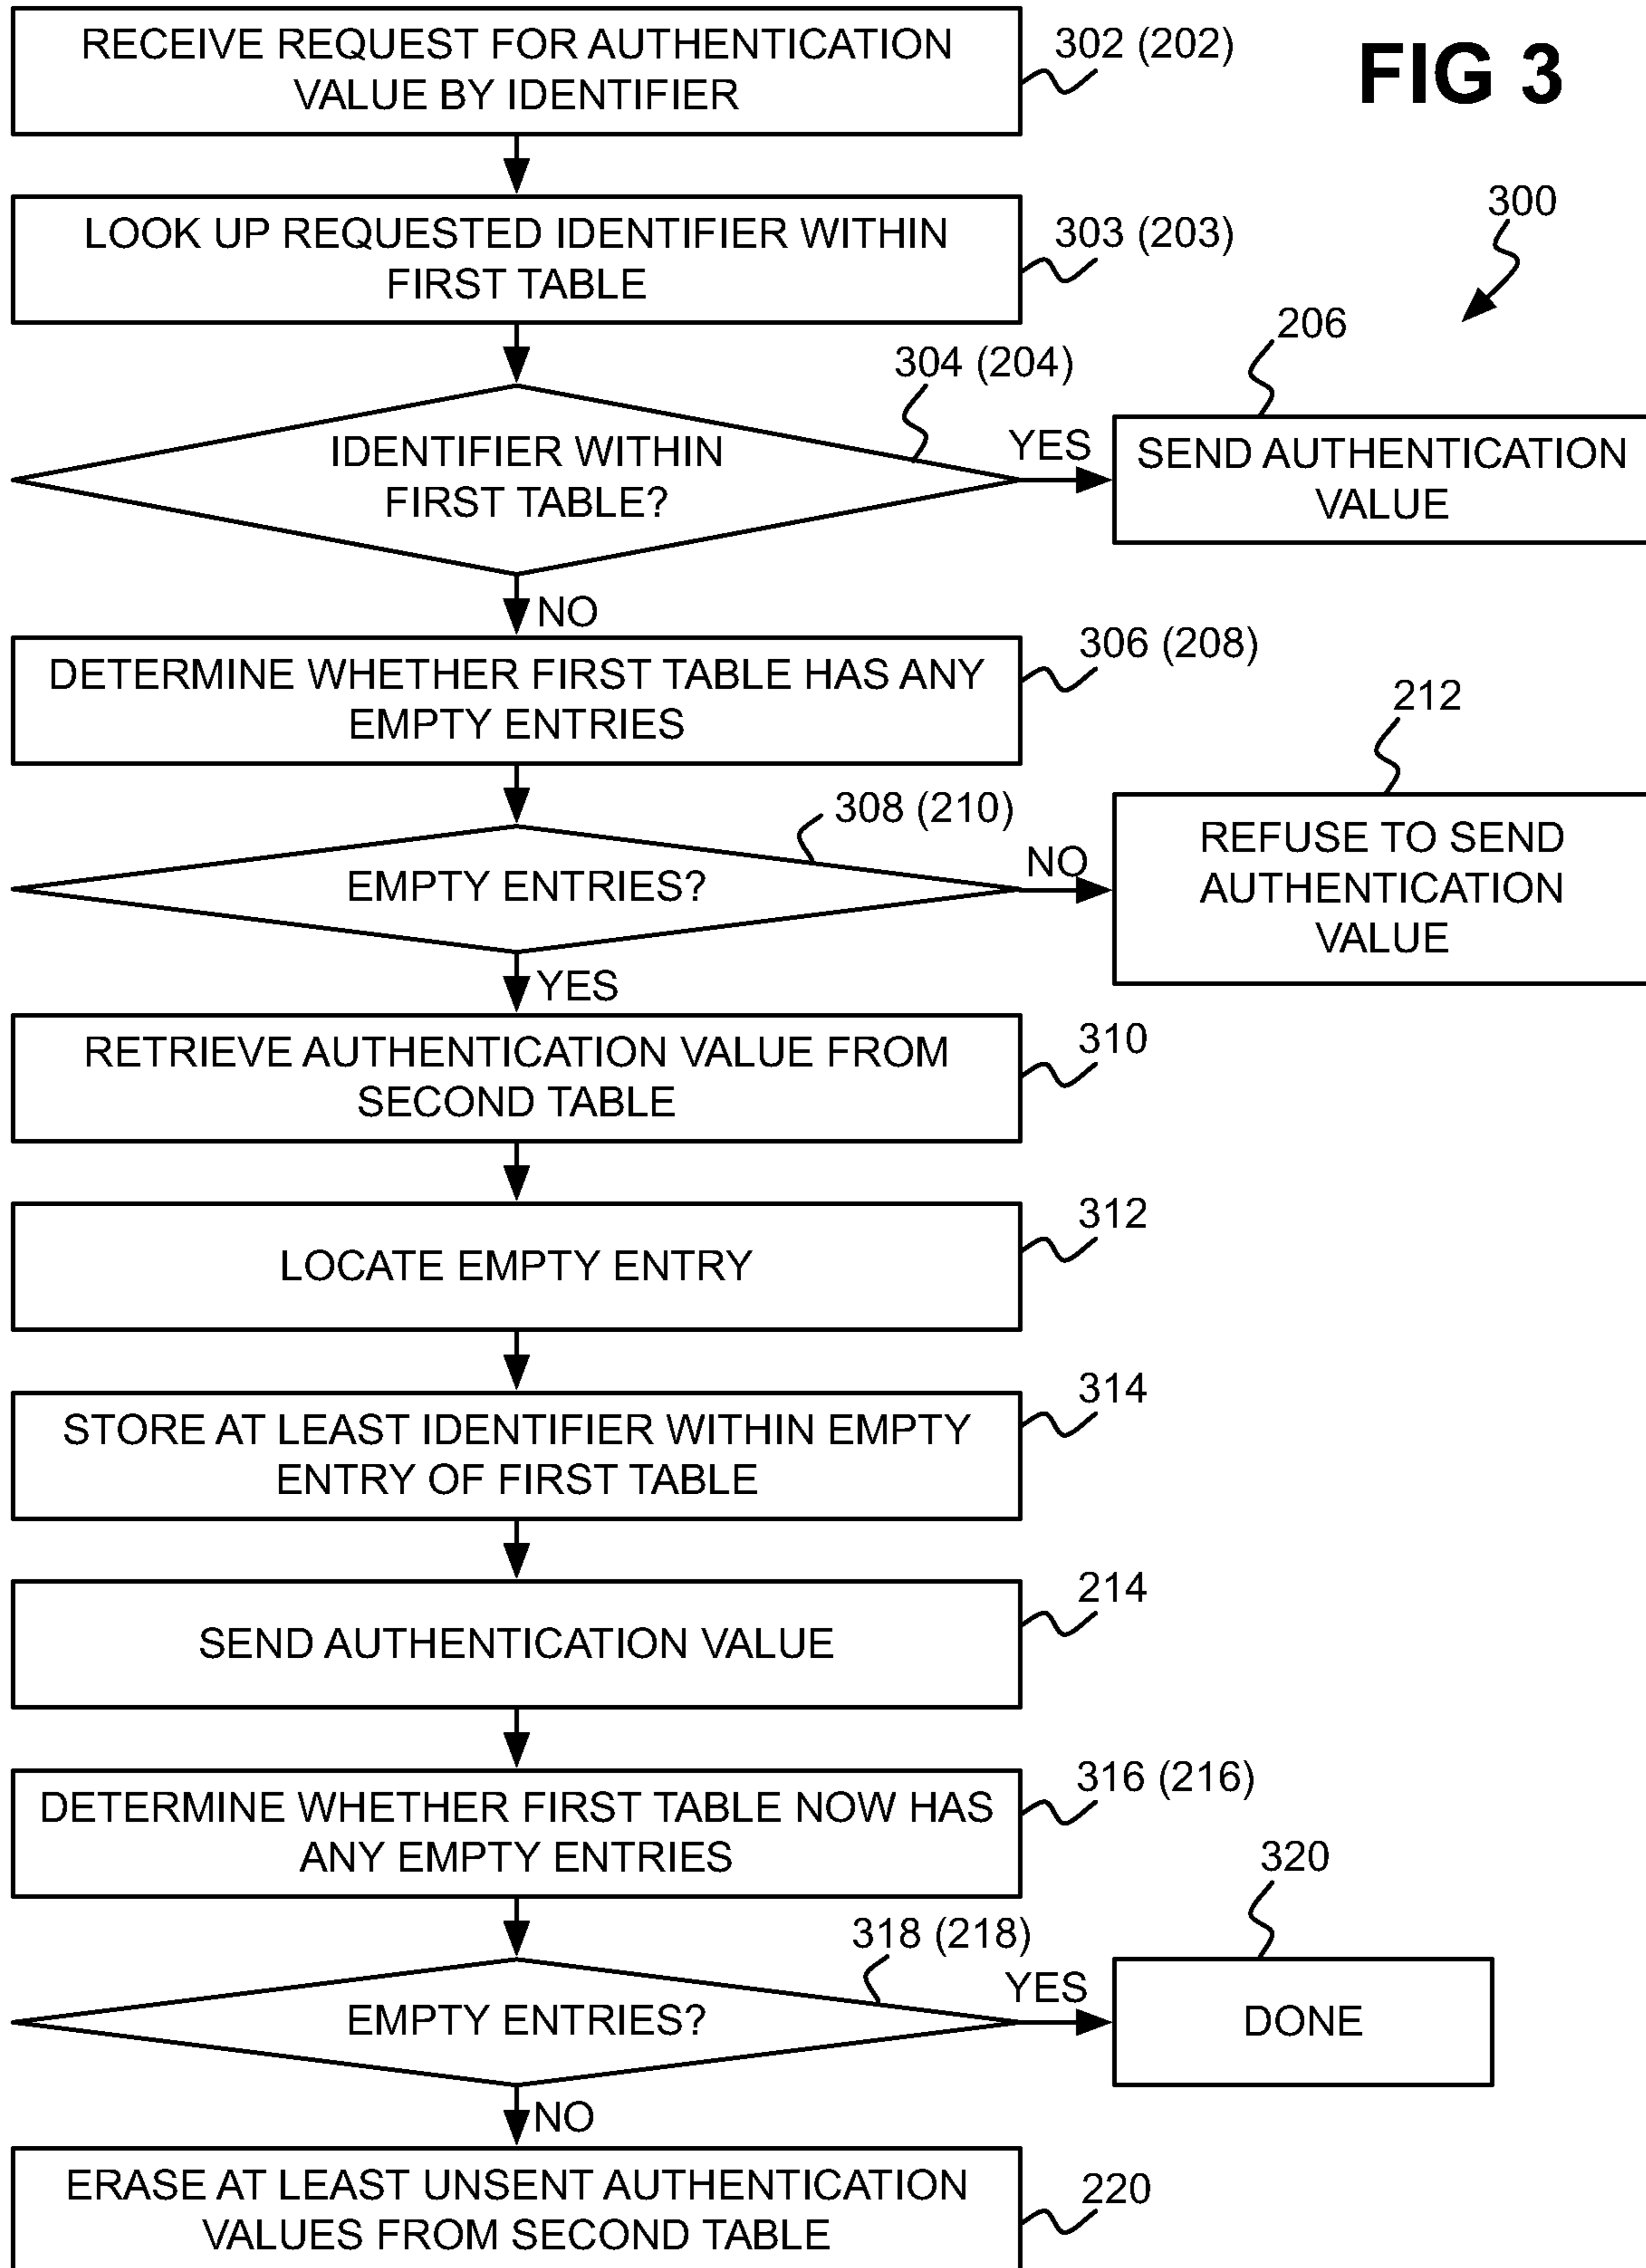 RECEIVE REQUEST FOR AUTHENTICATION
VALUE BY IDENTIFIER
302 (202)
FIG 3
LOOK UP REQUESTED IDENTIFIER WITHIN
FIRST TABLE
303 (203)
300
304 (204)
206
IDENTIFIER WITHIN
FIRST TABLE?
YES
SEND AUTHENTICATION
VALUE
NO
DETERMINE WHETHER FIRST TABLE HAS ANY
EMPTY ENTRIES
306 (208)
212
308 (210)
EMPTY ENTRIES?
NO
REFUSE TO SEND
AUTHENTICATION
VALUE
YES
RETRIEVE AUTHENTICATION VALUE FROM
SECOND TABLE
310
LOCATE EMPTY ENTRY
312
STORE AT LEAST IDENTIFIER WITHIN EMPTY
ENTRY OF FIRST TABLE
314
SEND AUTHENTICATION VALUE
214
DETERMINE WHETHER FIRST TABLE NOW HAS
ANY EMPTY ENTRIES
316 (216)
320
318 (218)
EMPTY ENTRIES?
YES
DONE
NO
ERASE AT LEAST UNSENT AUTHENTICATION
VALUES FROM SECOND TABLE
220